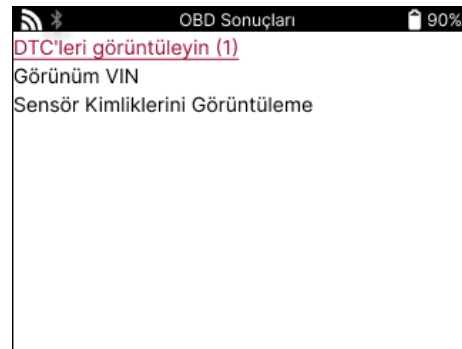 OBD Sonuçları 90%
DTC'leri görüntüleyin (1)
Görünüm VIN
Sensör Kimliklerini Görüntüleme